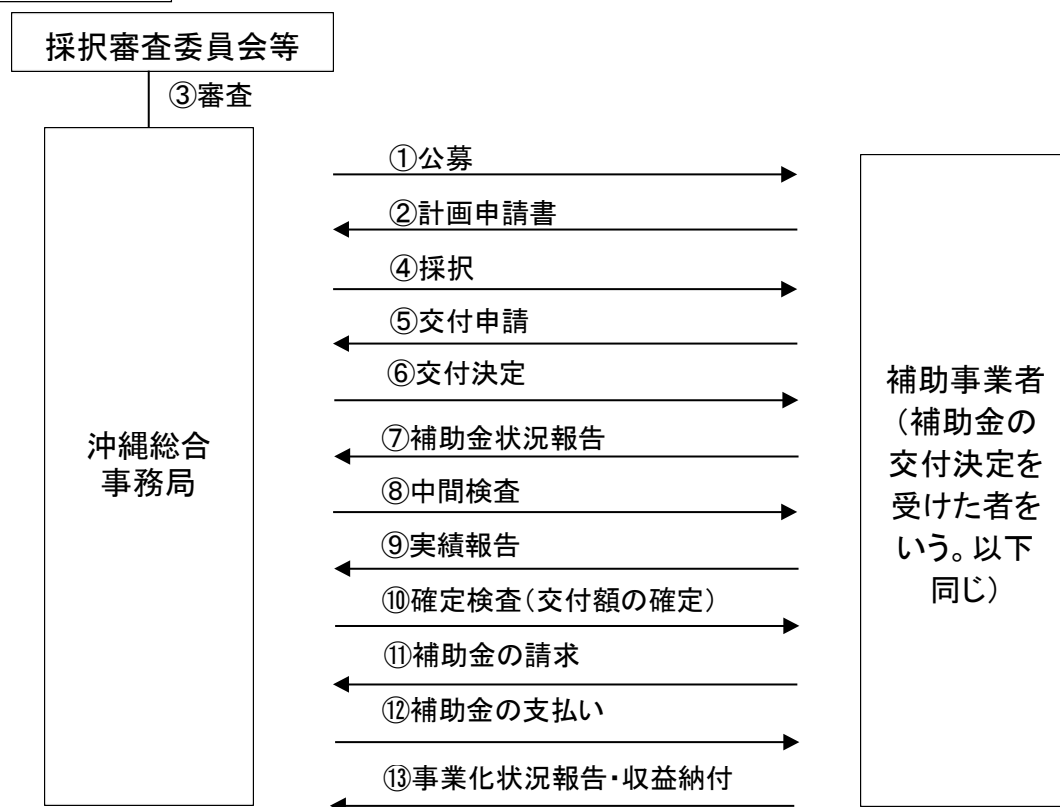 採択審査委員会等
③審査
①公募
②計画申請書
④採択
⑤交付申請
⑥交付決定
⑦補助金状況報告
⑧中間検査
⑨実績報告
⑩確定検査(交付額の確定)
⑪補助金の請求
⑫補助金の支払い
⑬事業化状況報告・収益納付
沖縄総合
事務局
補助事業者
(補助金の
交付決定を
受けた者を
いう。以下
同じ)